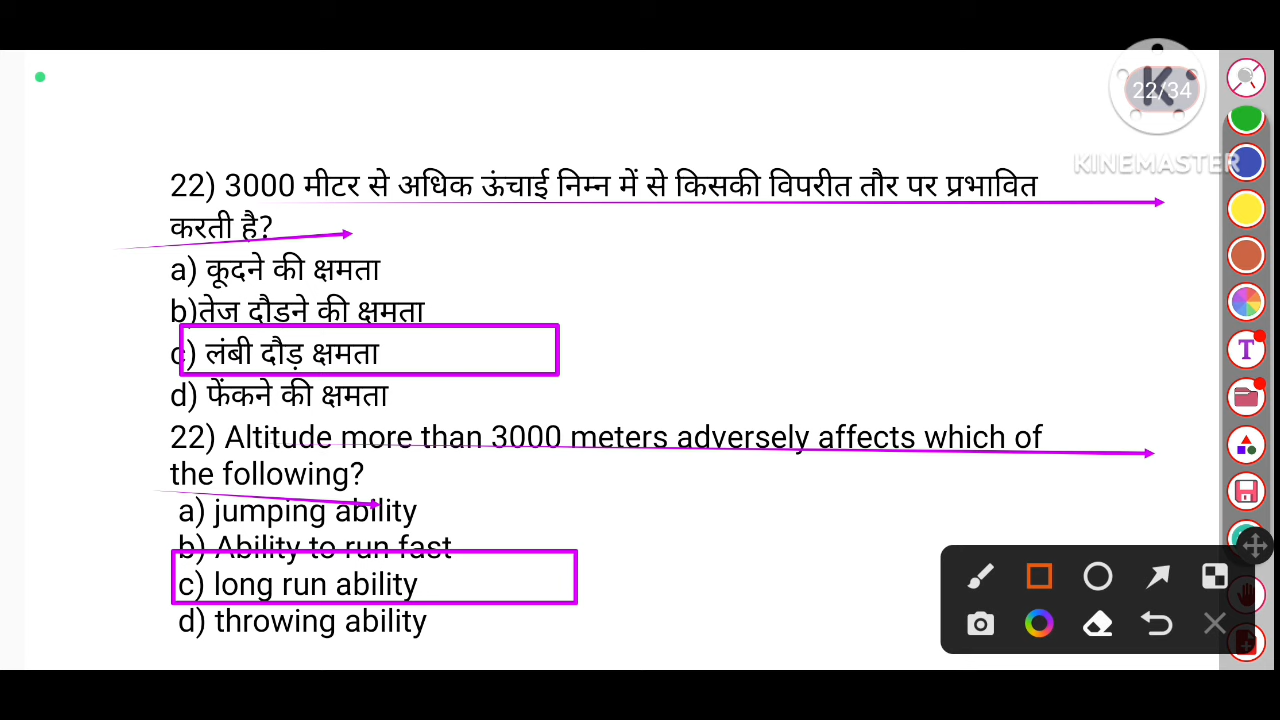 22/34
KINEMASTER
22) 3000 मीटर से अधिक ऊंचाई निम्न में से किसकी विपरीत तौर पर प्रभावित
करती है?
a) कूदने की क्षमता
b)तेज दौडने की क्षमता
c) लंबी दौड़ क्षमता
d) फेंकने की क्षमता
22) Altitude more than 3000 meters adversely affects which of
the following?
a) jumping ability
b) Ability to run fast
c) long run ability
d) throwing ability
T